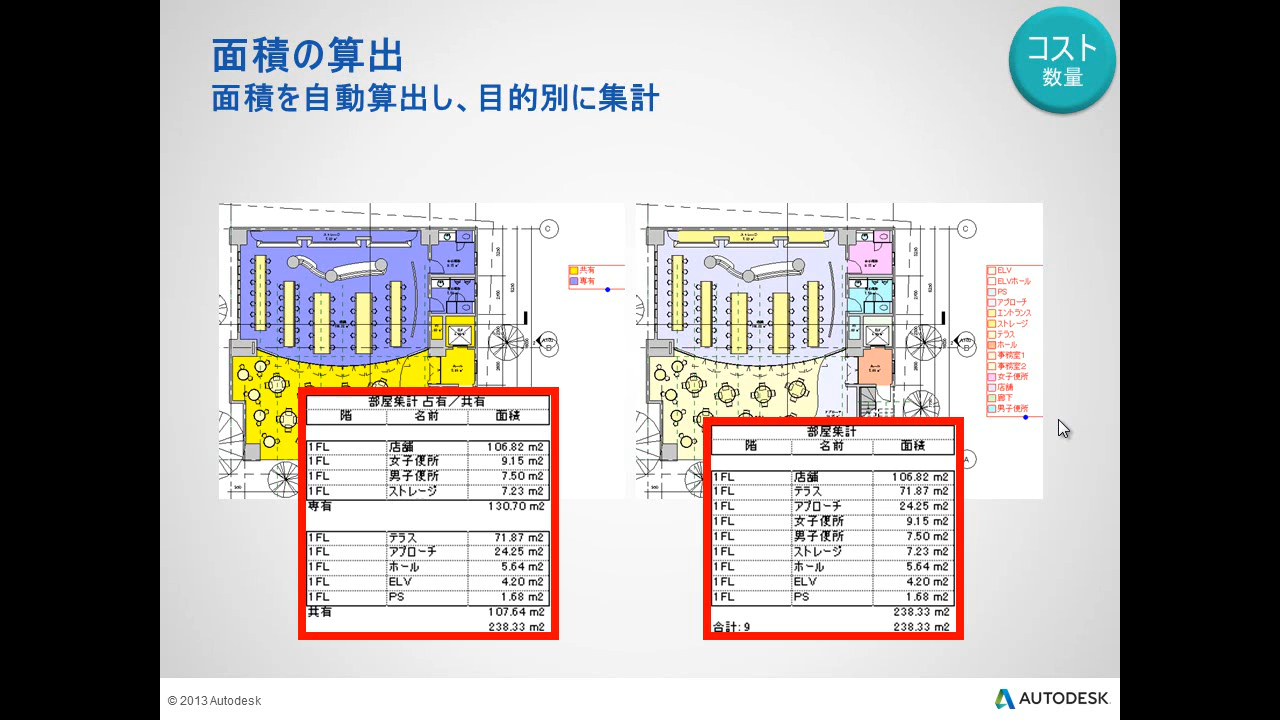 面積の算出
面積を自動算出し、目的別に集計
コスト
数量
C
共有
専有
B
部屋集計 占有／共有
階 名前 面積
1FL 店舗 106.82 m2
1FL 女子便所 9.15 m2
1FL 男子便所 7.50 m2
1FL ストレージ 7.23 m2
専有 130.70 m2
1FL テラス 71.87 m2
1FL アプローチ 24.25 m2
1FL ホール 5.64 m2
1FL ELV 4.20 m2
1FL PS 1.68 m2
共有 107.64 m2
238.33 m2
C
ELV
ELVホール
PS
アプローチ
エントランス
ストレージ
テラス
ホール
事務室1
事務室2
女子便所
店舗
廊下
男子便所
B
A
部屋集計
階 名前 面積
1FL 店舗 106.82 m2
1FL テラス 71.87 m2
1FL アプローチ 24.25 m2
1FL 女子便所 9.15 m2
1FL 男子便所 7.50 m2
1FL ストレージ 7.23 m2
1FL ホール 5.64 m2
1FL ELV 4.20 m2
1FL PS 1.68 m2
238.33 m2
合計: 9 238.33 m2
© 2013 Autodesk
AUTODESK